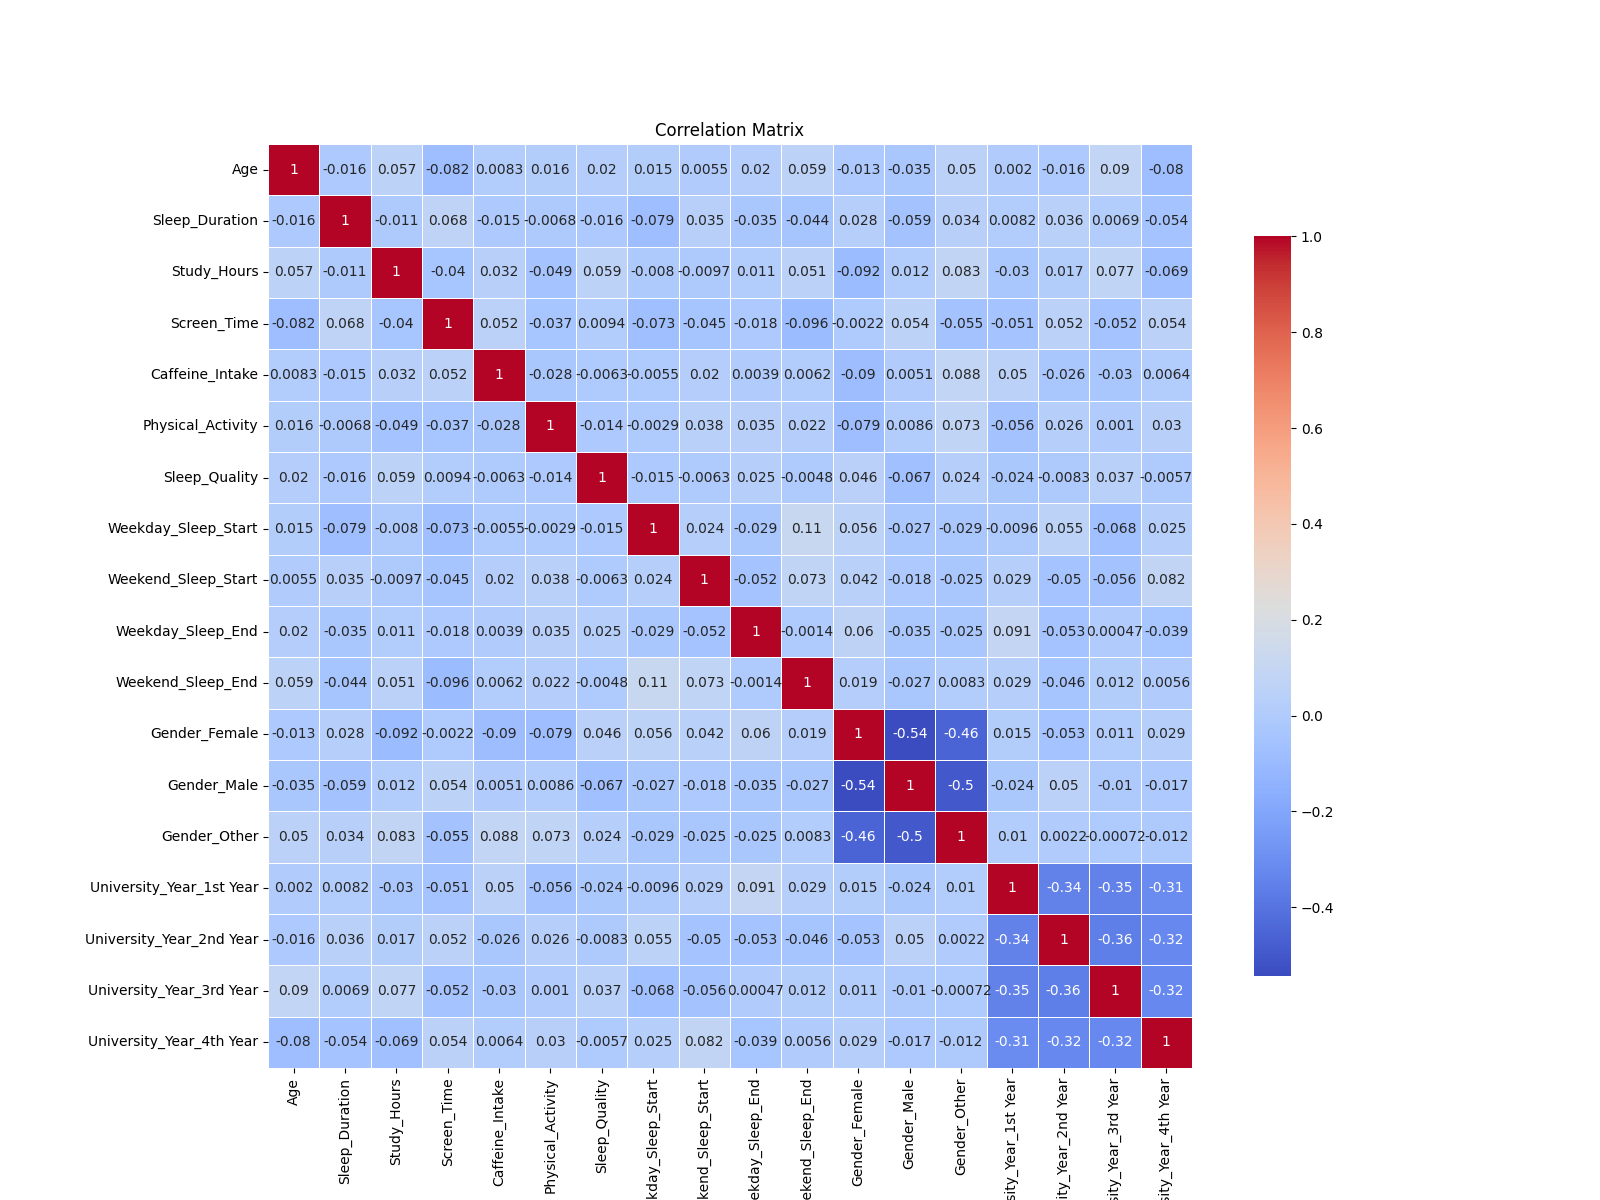 Correlation Matrix
Age 1 -0.016 0.057 -0.082 0.0083 0.016 0.02 0.015 0.0055 0.02 0.059 -0.013 -0.035 0.05 0.002 -0.016 0.09 -0.08
Sleep_Duration -0.016 1 -0.011 0.068 -0.015 -0.0068 -0.016 -0.079 0.035 -0.035 -0.044 0.028 -0.059 0.034 0.0082 0.036 0.0069 -0.054
Study_Hours 0.057 -0.011 1 -0.04 0.032 -0.049 0.059 -0.008 -0.0097 0.011 0.051 -0.092 0.012 0.083 -0.03 0.017 0.077 -0.069
Screen_Time -0.082 0.068 -0.04 1 0.052 -0.037 0.0094 -0.073 -0.045 -0.018 -0.096 -0.0022 0.054 -0.055 -0.051 0.052 -0.052 0.054
Caffeine_Intake 0.0083 -0.015 0.032 0.052 1 -0.028 -0.0063 -0.0055 0.02 0.0039 0.0062 -0.09 0.0051 0.088 0.05 -0.026 -0.03 0.0064
Physical_Activity 0.016 -0.0068 -0.049 -0.037 -0.028 1 -0.014 -0.0029 0.038 0.035 0.022 -0.079 0.0086 0.073 -0.056 0.026 0.001 0.03
Sleep_Quality 0.02 -0.016 0.059 0.0094 -0.0063 -0.014 1 -0.015 -0.0063 0.025 -0.0048 0.046 -0.067 0.024 -0.024 -0.0083 0.037 -0.0057
Weekday_Sleep_Start 0.015 -0.079 -0.008 -0.073 -0.0055 -0.0029 -0.015 1 0.024 -0.029 0.11 0.056 -0.027 -0.029 -0.0096 0.055 -0.068 0.025
Weekend_Sleep_Start 0.0055 0.035 -0.0097 -0.045 0.02 0.038 -0.0063 0.024 1 -0.052 0.073 0.042 -0.018 -0.025 0.029 -0.05 -0.056 0.082
Weekday_Sleep_End 0.02 -0.035 0.011 -0.018 0.0039 0.035 0.025 -0.029 -0.052 1 -0.0014 0.06 -0.035 -0.025 0.091 -0.053 0.00047 -0.039
Weekend_Sleep_End 0.059 -0.044 0.051 -0.096 0.0062 0.022 -0.0048 0.11 0.073 -0.0014 1 0.019 -0.027 0.0083 0.029 -0.046 0.012 0.0056
Gender_Female -0.013 0.028 -0.092 -0.0022 -0.09 -0.079 0.046 0.056 0.042 0.06 0.019 1 -0.54 -0.46 0.015 -0.053 0.011 0.029
Gender_Male -0.035 -0.059 0.012 0.054 0.0051 0.0086 -0.067 -0.027 -0.018 -0.035 -0.027 -0.54 1 -0.5 -0.024 0.05 -0.01 -0.017
Gender_Other 0.05 0.034 0.083 -0.055 0.088 0.073 0.024 -0.029 -0.025 -0.025 0.0083 -0.46 -0.5 1 0.01 0.0022 -0.00072 -0.012
University_Year_1st Year 0.002 0.0082 -0.03 -0.051 0.05 -0.056 -0.024 -0.0096 0.029 0.091 0.029 0.015 -0.024 0.01 1 -0.34 -0.35 -0.31
University_Year_2nd Year -0.016 0.036 0.017 0.052 -0.026 0.026 -0.0083 0.055 -0.05 -0.053 -0.046 -0.053 0.05 0.0022 -0.34 1 -0.36 -0.32
University_Year_3rd Year 0.09 0.0069 0.077 -0.052 -0.03 0.001 0.037 -0.068 -0.056 0.00047 0.012 0.011 -0.01 -0.00072 -0.35 -0.36 1 -0.32
University_Year_4th Year -0.08 -0.054 -0.069 0.054 0.0064 0.03 -0.0057 0.025 0.082 -0.039 0.0056 0.029 -0.017 -0.012 -0.31 -0.32 -0.32 1
Age
Sleep_Duration
Study_Hours
Screen_Time
Caffeine_Intake
Physical_Activity
Sleep_Quality
kday_Sleep_Start
kend_Sleep_Start
ekday_Sleep_End
ekend_Sleep_End
Gender_Female
Gender_Male
Gender_Other
sity_Year_1st Year
ity_Year_2nd Year
sity_Year_3rd Year
sity_Year_4th Year
1.0
0.8
0.6
0.4
0.2
0.0
−0.2
−0.4